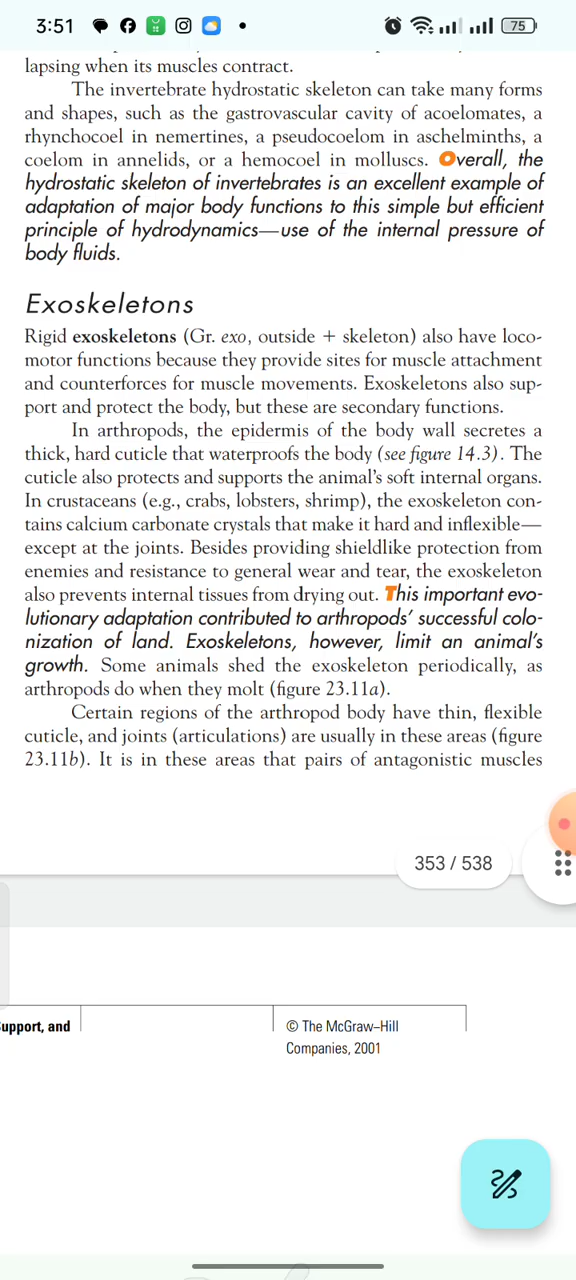 3:51
75
lapsing when its muscles contract.
The invertebrate hydrostatic skeleton can take many forms
and shapes, such as the gastrovascular cavity of acoelomates, a
rhynchocoel in nemertines, a pseudocoelom in aschelminths, a
coelom in annelids, or a hemocoel in molluscs. Overall, the
hydrostatic skeleton of invertebrates is an excellent example of
adaptation of major body functions to this simple but efficient
principle of hydrodynamics—use of the internal pressure of
body fluids.
Exoskeletons
Rigid exoskeletons (Gr. exo, outside + skeleton) also have loco-
motor functions because they provide sites for muscle attachment
and counterforces for muscle movements. Exoskeletons also sup-
port and protect the body, but these are secondary functions.
In arthropods, the epidermis of the body wall secretes a
thick, hard cuticle that waterproofs the body (see figure 14.3). The
cuticle also protects and supports the animal's soft internal organs.
In crustaceans (e.g., crabs, lobsters, shrimp), the exoskeleton con-
tains calcium carbonate crystals that make it hard and inflexible—
except at the joints. Besides providing shieldlike protection from
enemies and resistance to general wear and tear, the exoskeleton
also prevents internal tissues from drying out. This important evo-
lutionary adaptation contributed to arthropods' successful colo-
nization of land. Exoskeletons, however, limit an animal's
growth. Some animals shed the exoskeleton periodically, as
arthropods do when they molt (figure 23.11a).
Certain regions of the arthropod body have thin, flexible
cuticle, and joints (articulations) are usually in these areas (figure
23.11b). It is in these areas that pairs of antagonistic muscles
353 / 538
upport, and
© The McGraw–Hill
Companies, 2001